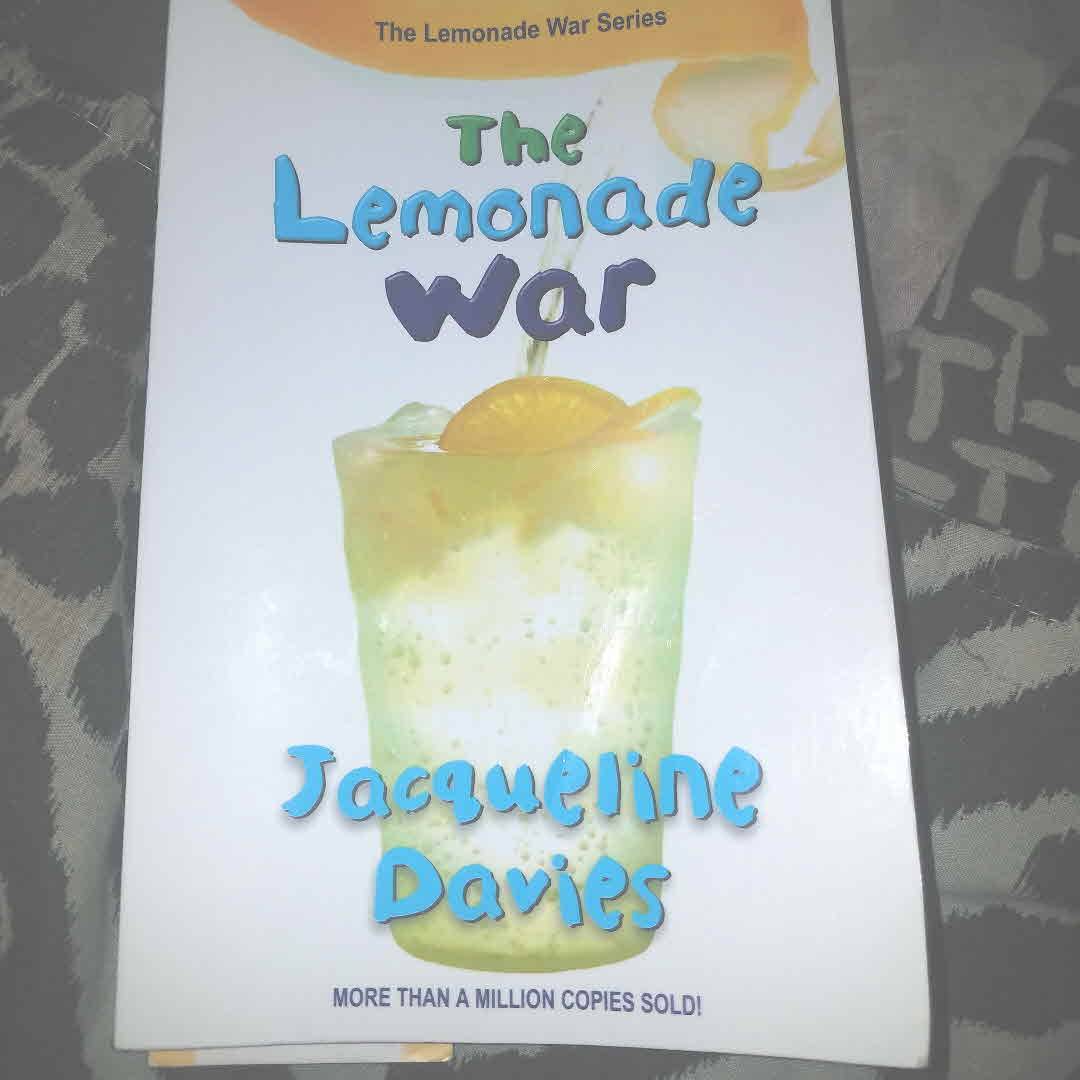 The Lemonade War Series
The
Lemonade
War
Jacqueline
Davies
MORE THAN A MILLION COPIES SOLD!